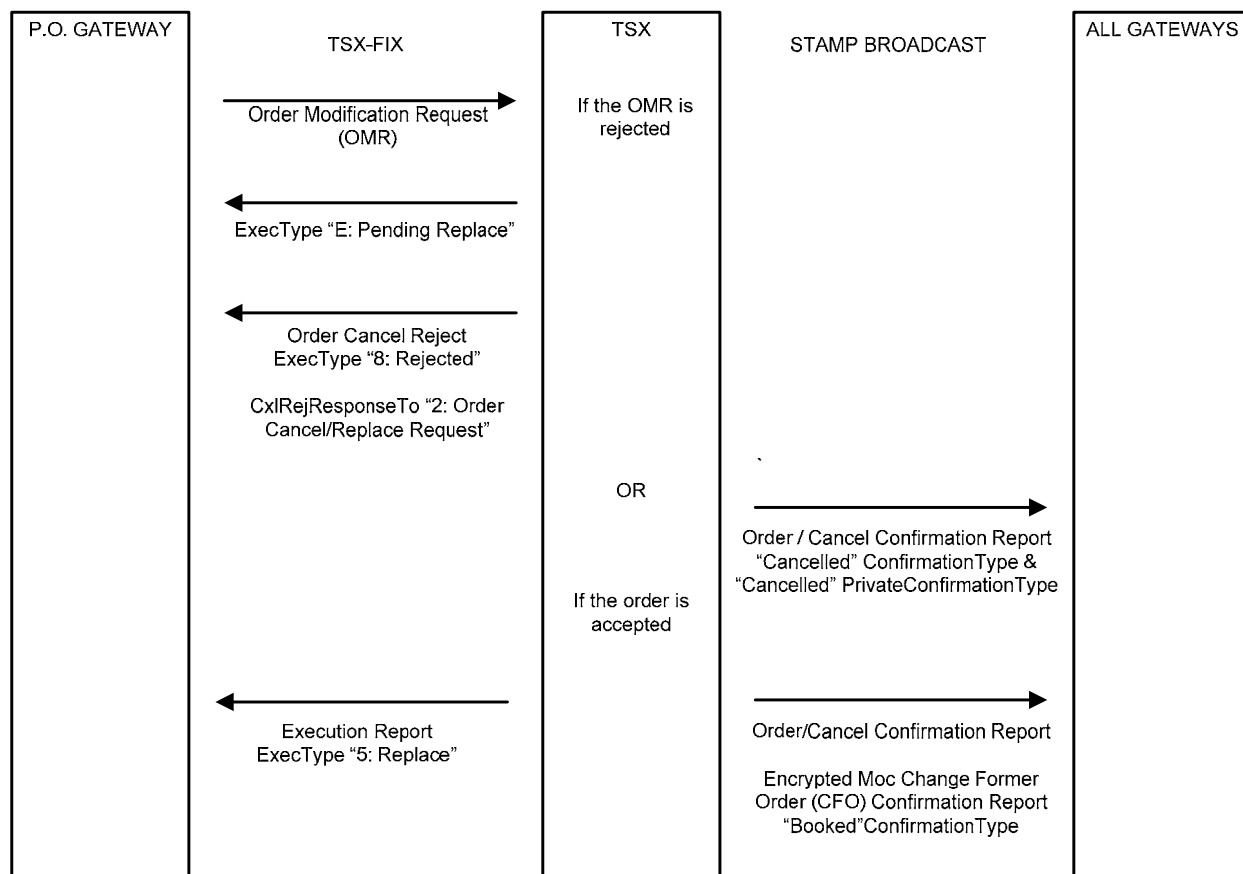 P.O. GATEWAY
TSX-FIX
TSX
STAMP BROADCAST
ALL GATEWAYS
Order Modification Request
(OMR)
If the OMR is
rejected
ExecType “E: Pending Replace”
Order Cancel Reject
ExecType “8: Rejected”
CxlRejResponseTo “2: Order
Cancel/Replace Request”
OR
Order / Cancel Confirmation Report
“Cancelled” ConfirmationType &
“Cancelled” PrivateConfirmationType
If the order is
accepted
Execution Report
ExecType “5: Replace”
Order/Cancel Confirmation Report
Encrypted Moc Change Former
Order (CFO) Confirmation Report
“Booked”ConfirmationType